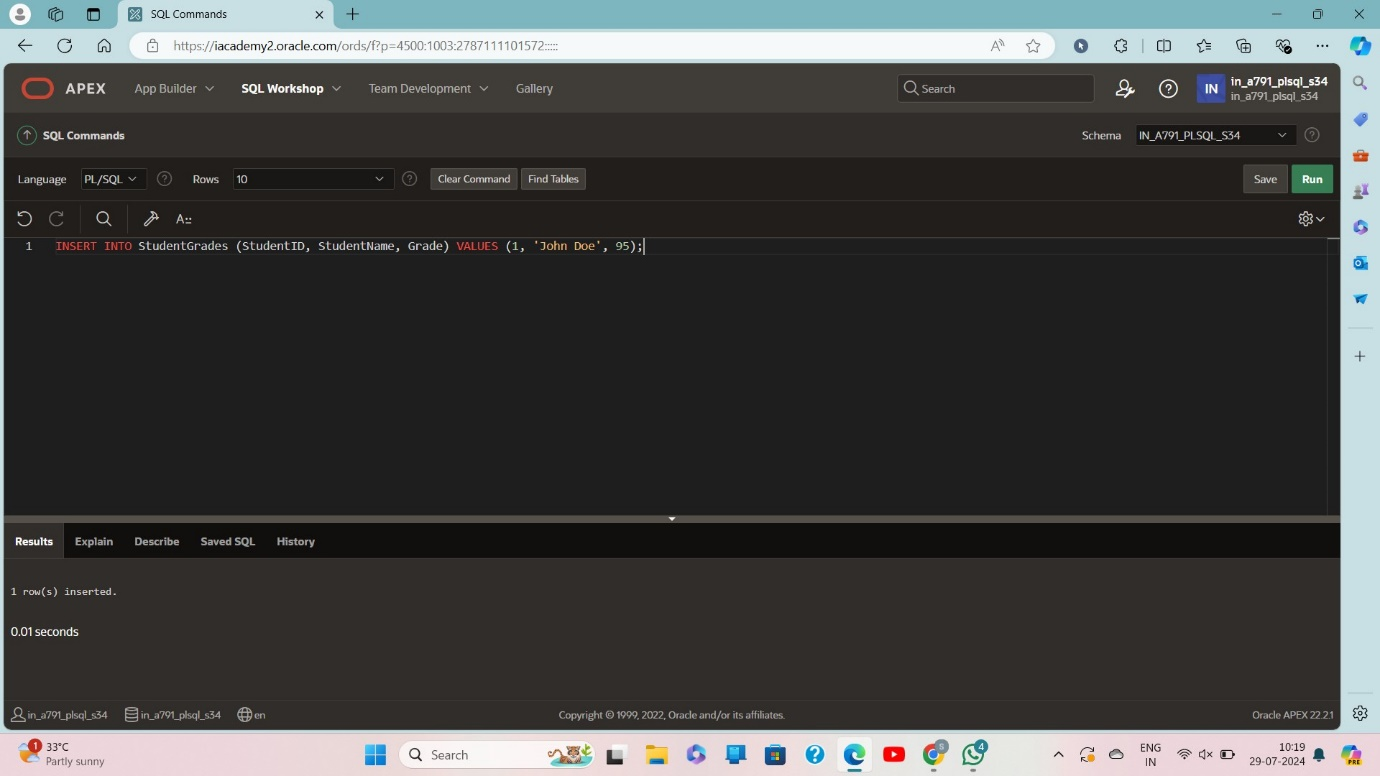 SQL Commands
https://iacademy2.oracle.com/ords/f?p=4500:1003:2787111101572:::::
APEX App Builder SQL Workshop Team Development Gallery Search IN in_a791_plsql_s34
in_a791_plsql_s34
SQL Commands Schema IN_A791_PLSQL_S34
Language PL/SQL Rows 10 Clear Command Find Tables Save Run
1 INSERT INTO StudentGrades (StudentID, StudentName, Grade) VALUES (1, 'John Doe', 95);
Results Explain Describe Saved SQL History
1 row(s) inserted.
0.01 seconds
in_a791_plsql_s34 in_a791_plsql_s34 en Copyright © 1999, 2022, Oracle and/or its affiliates. Oracle APEX 22.2.1
1 33°C
Partly sunny
Search
S
4
ENG
IN
10:19
29-07-2024
PRE